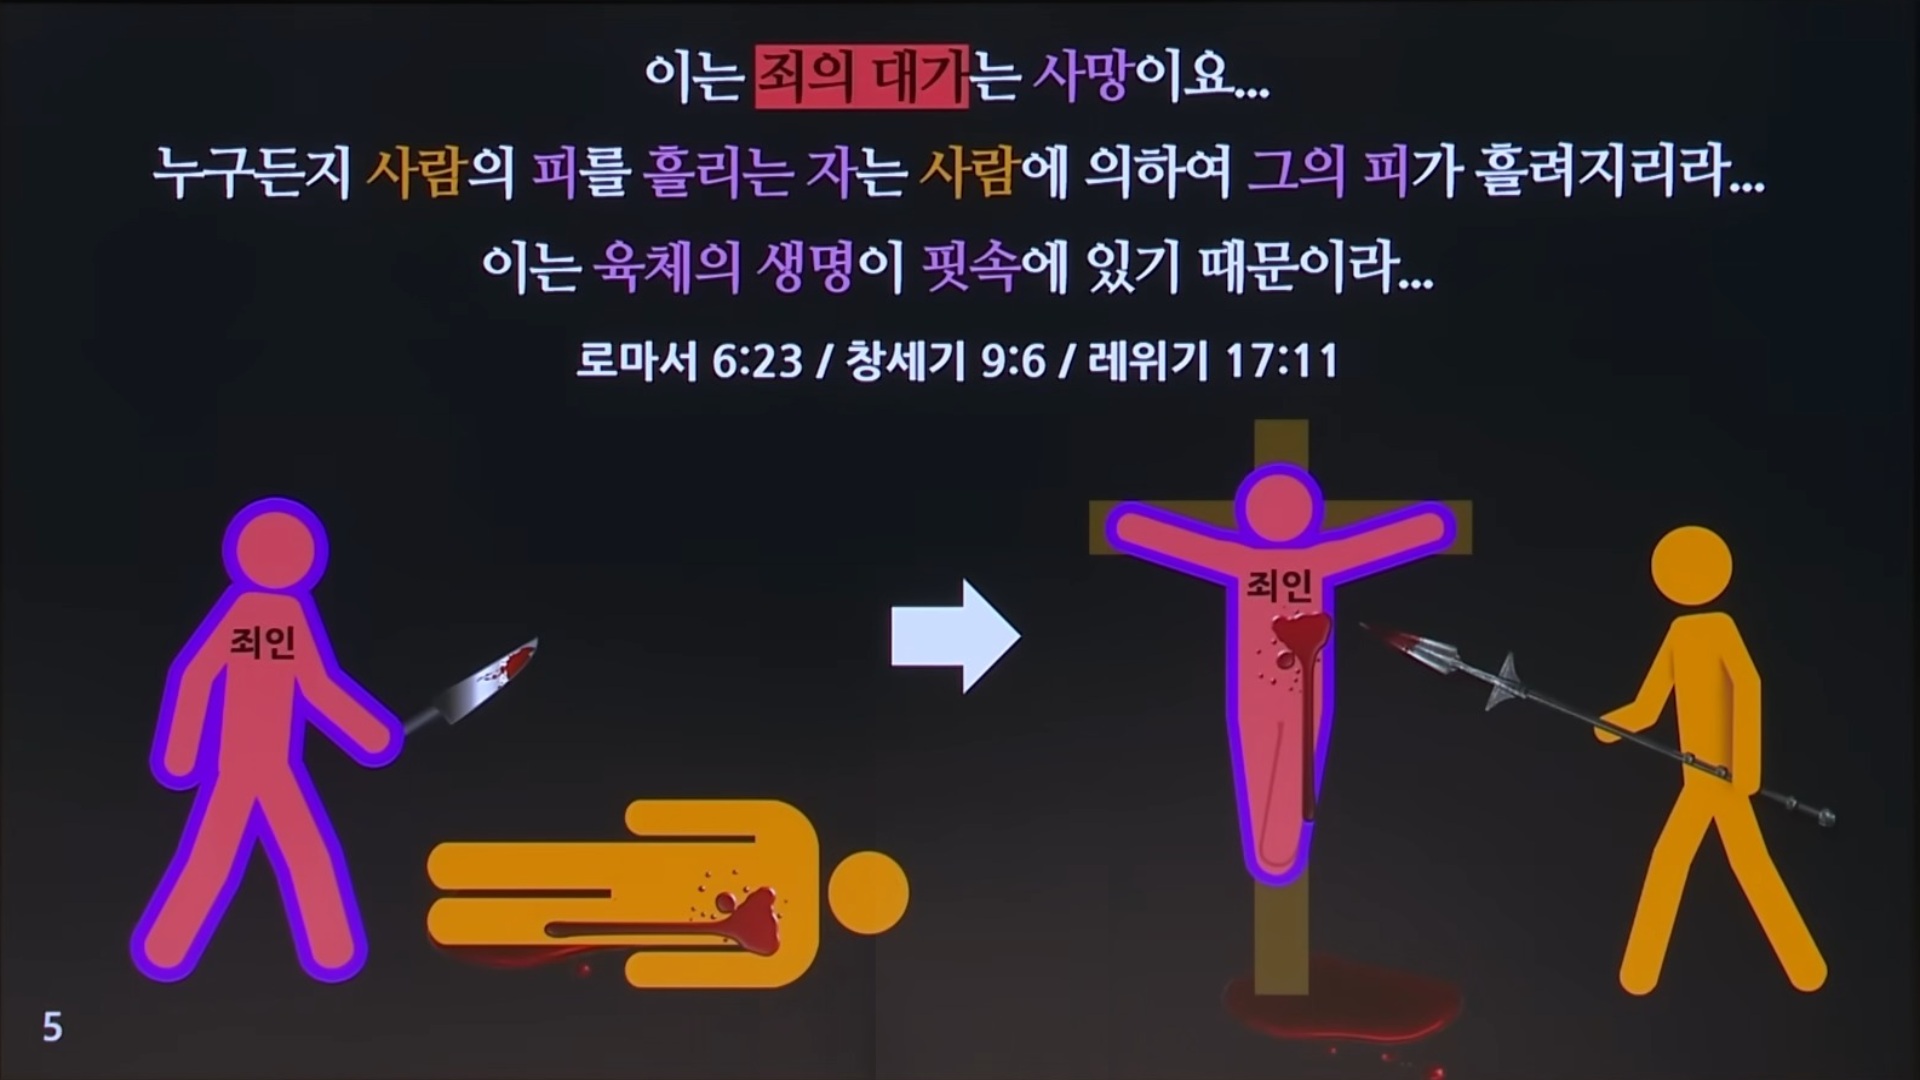 이는 죄의 대가는 사망이요...
누구든지 사람의 피를 흘리는 자는 사람에 의하여 그의 피가 흘려지리라...
이는 육체의 생명이 핏속에 있기 때문이라...
로마서 6:23 / 창세기 9:6 / 레위기 17:11
죄인
죄인
5